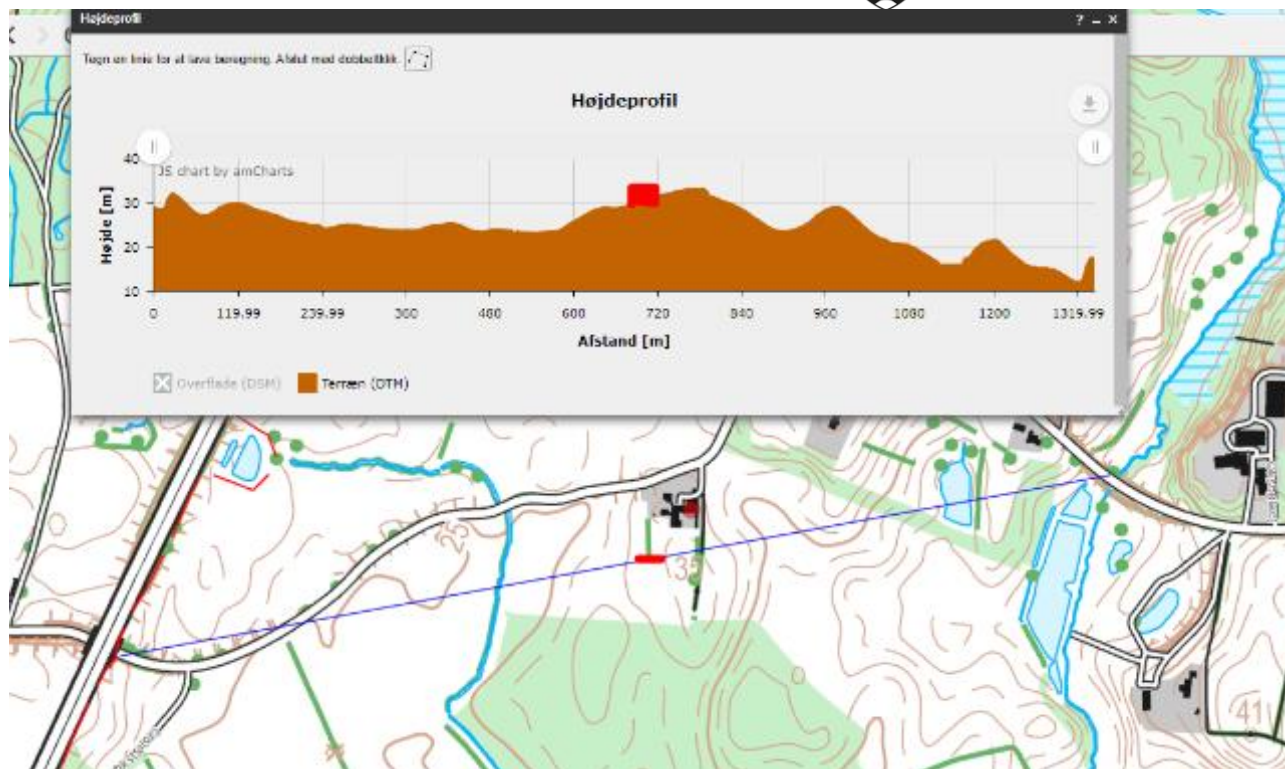 Højdeprofil ? _ x
Tegn en linie for at lave beregning. Afslut med dobbeltklik.
Højdeprofil
JS chart by amCharts
Højde [m]
40
30
20
10
0 119.99 239.99 360 480 600 720 840 960 1080 1200 1319.99
Afstand [m]
Overflade (DSM) Terræn (DTM)
25
41